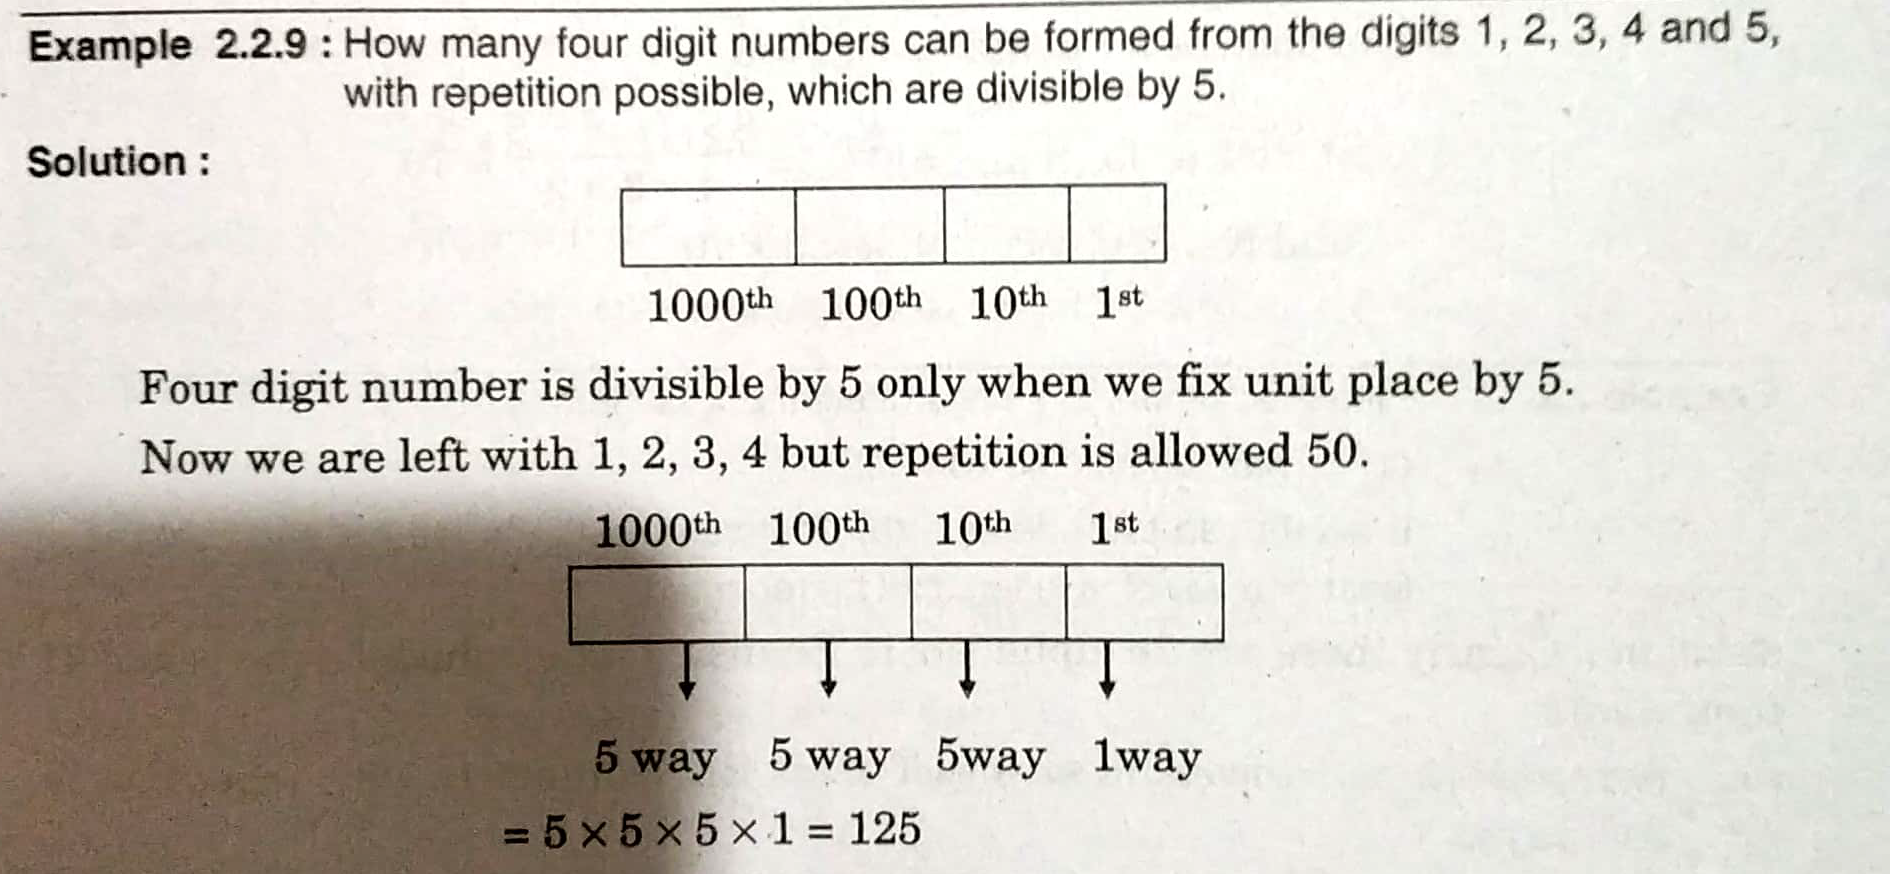 Example 2.2.9 : How many four digit numbers can be formed from the digits 1, 2, 3, 4 and 5,
with repetition possible, which are divisible by 5.
Solution :
1000th 100th 10th 1st
Four digit number is divisible by 5 only when we fix unit place by 5.
Now we are left with 1, 2, 3, 4 but repetition is allowed 50.
1000th 100th 10th 1st
5 way 5 way 5way 1way
= 5 × 5 × 5 × 1 = 125